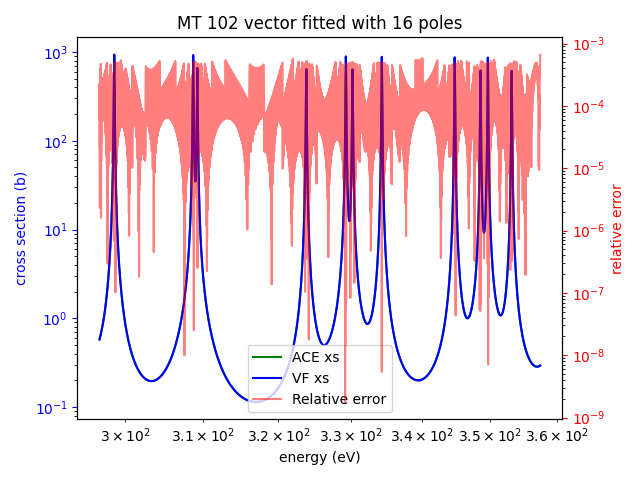 MT 102 vector fitted with 16 poles
cross section (b)
10³
10²
10¹
10⁰
10⁻¹
10⁻³
10⁻⁴
10⁻⁵
10⁻⁶
10⁻⁷
10⁻⁸
10⁻⁹
relative error
ACE xs
VF xs
Relative error
3 × 10² 3.1 × 10² 3.2 × 10² 3.3 × 10² 3.4 × 10² 3.5 × 10² 3.6 × 10²
energy (eV)